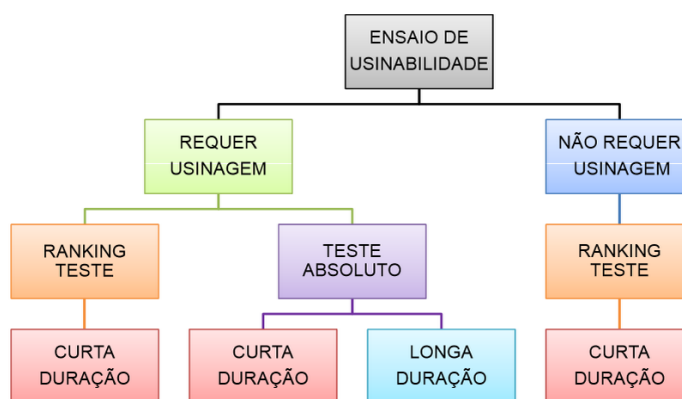 ENSAIO DE
USINABILIDADE
REQUER
USINAGEM
NÃO REQUER
USINAGEM
RANKING
TESTE
TESTE
ABSOLUTO
RANKING
TESTE
CURTA
DURAÇÃO
CURTA
DURAÇÃO
LONGA
DURAÇÃO
CURTA
DURAÇÃO